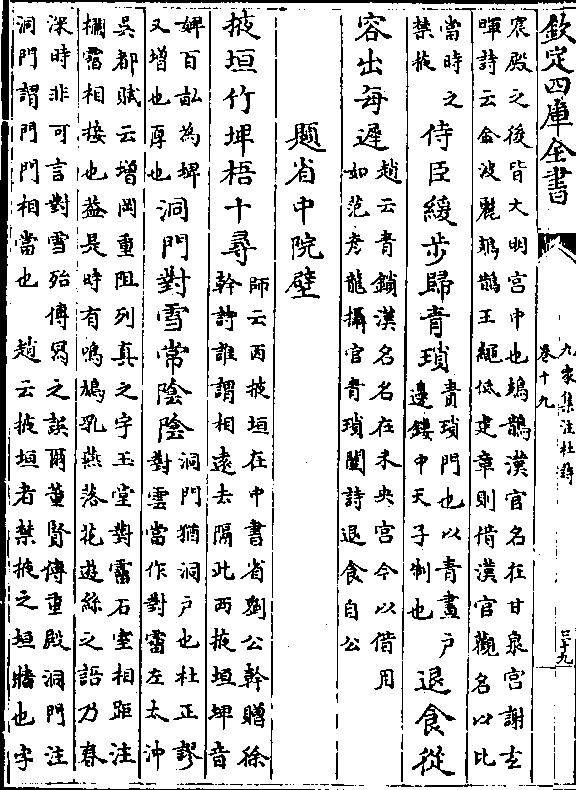 欽定四庫全書
九家集注杜詩
卷十九
三十九
宸殿之後皆大明宫中也鳷鵲漢官名在甘泉宮謝玄
暉詩云金波麗鳷鵲玉繩低建章則借漢官觀名以比
當時之
禁掖
侍臣緩步歸青瑣
青瑣門也以青畫户
邊鏤中天子制也
退食從
容出每遲
趙云青鎖漢名名在未央宫今以借用
如范彦龍攝官青瑣闥詩退食自公
題省中院壁
掖垣竹埤梧十尋
師云西掖垣在中書省劉公幹贈徐
幹詩誰謂相逺去隔此西掖垣埤音
婢百畝為埤
又增也厚也
洞門對雪常陰陰
洞門猶洞户也杜正謬
對雲當作對霤左太沖
吳都賦云增岡重阻列真之宇玉堂對霤石室相距注
欄霤相接也葢是時有鳴鳩乳燕落花遊絲之語乃春
深時非可言對雪殆傳冩之誤爾董賢傳重殿洞門注
洞門謂門門相當也　趙云掖垣者禁掖之垣牆也字